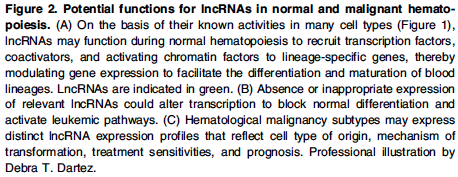 Figure 2. Potential functions for lncRNAs in normal and malignant hemato-
poiesis. (A) On the basis of their known activities in many cell types (Figure 1),
lncRNAs may function during normal hematopoiesis to recruit transcription factors,
coactivators, and activating chromatin factors to lineage-specific genes, thereby
modulating gene expression to facilitate the differentiation and maturation of blood
lineages. LncRNAs are indicated in green. (B) Absence or inappropriate expression
of relevant lncRNAs could alter transcription to block normal differentiation and
activate leukemic pathways. (C) Hematological malignancy subtypes may express
distinct lncRNA expression profiles that reflect cell type of origin, mechanism of
transformation, treatment sensitivities, and prognosis. Professional illustration by
Debra T. Dartez.